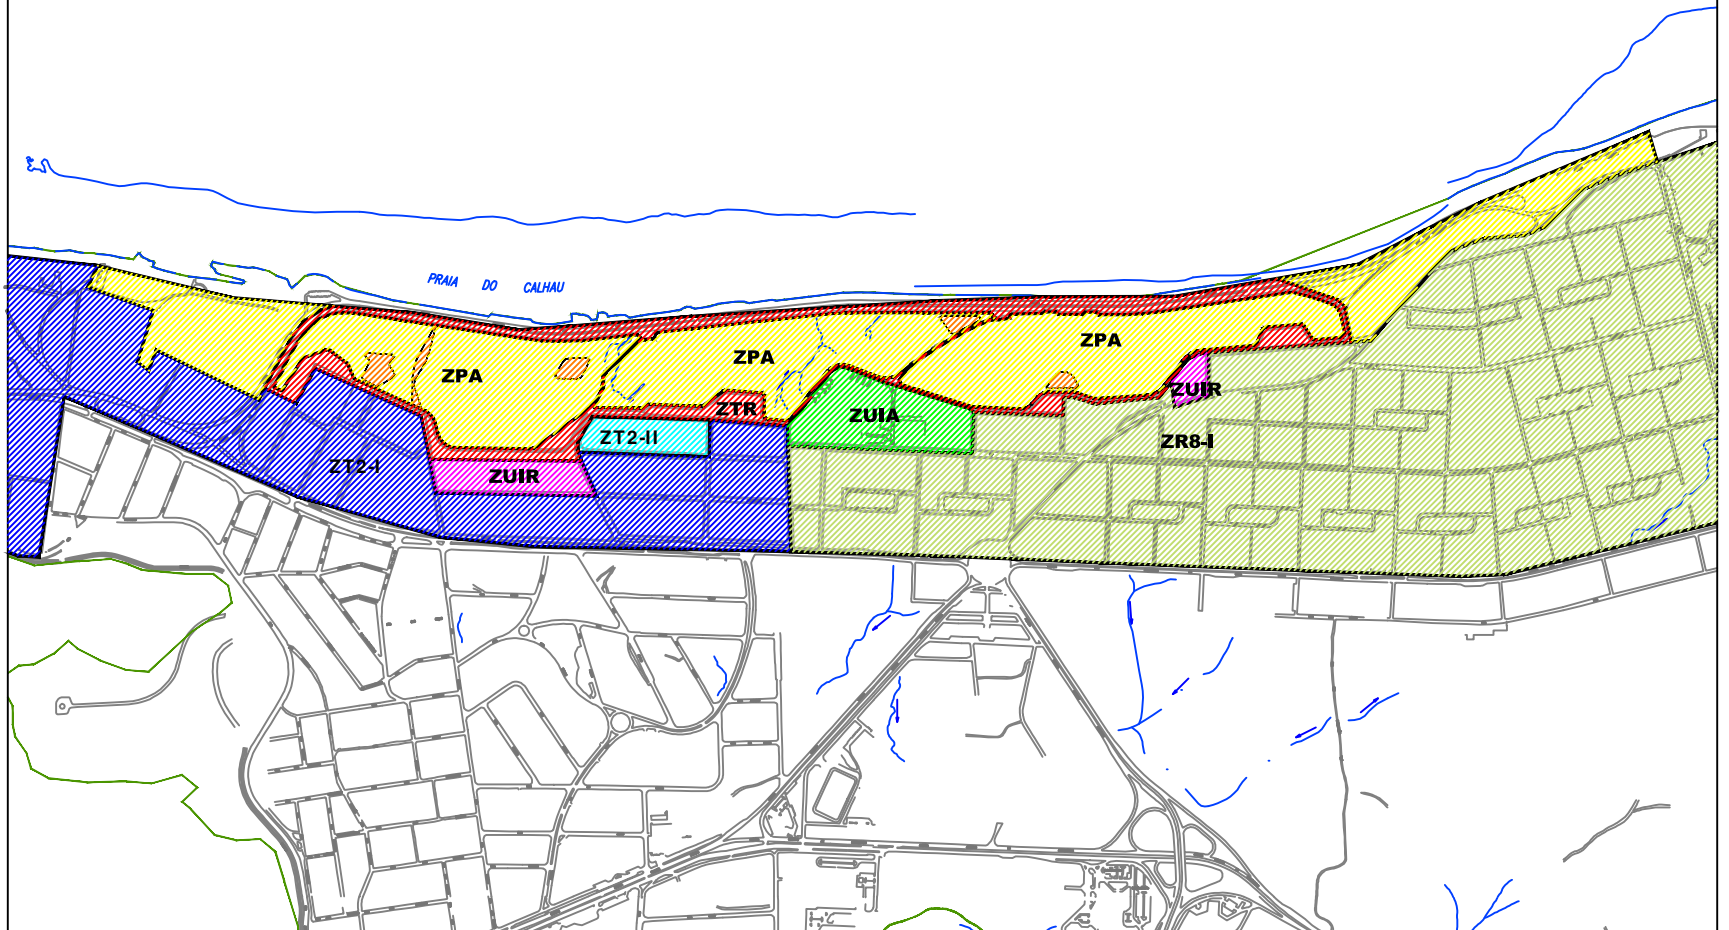 PRAIA DO CALHAU
ZPA
ZPA
ZPA
ZUIR
ZTR
ZUIA
ZT2-II
ZR8-I
ZT2-I
ZUIR